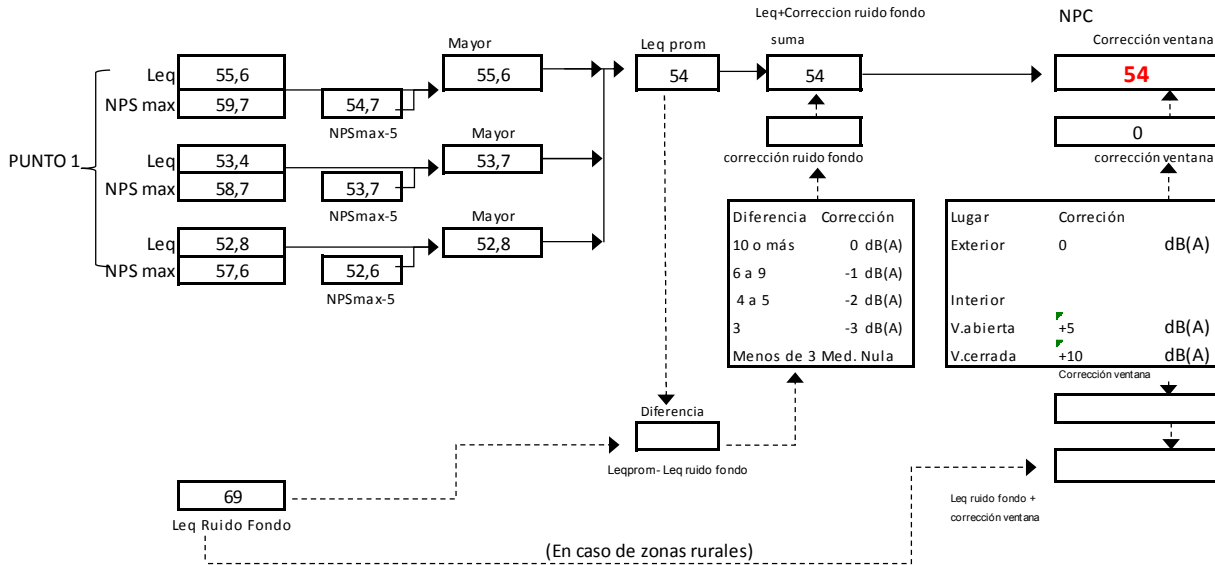 Leq+Correccion ruido fondo
NPC
Mayor
Leq prom
suma
Corrección ventana
Leq 55,6
55,6
54
54
54
NPS max 59,7
54,7
NPSmax-5
0
PUNTO 1
Mayor
corrección ruido fondo
corrección ventana
Leq 53,4
53,7
NPS max 58,7
53,7
NPSmax-5
Mayor
Leq 52,8
52,8
NPS max 57,6
52,6
NPSmax-5
Diferencia Corrección
10 o más 0 dB(A)
6 a 9 -1 dB(A)
4 a 5 -2 dB(A)
3 -3 dB(A)
Menos de 3 Med. Nula
Lugar Correción
Exterior 0 dB(A)
Interior
V.abierta +5 dB(A)
V.cerrada +10 dB(A)
Corrección ventana
Diferencia
Leqprom- Leq ruido fondo
69
Leq Ruido Fondo
Leq ruido fondo +
corrección ventana
(En caso de zonas rurales)